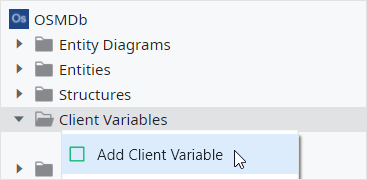 Os OSMDb
Entity Diagrams
Entities
Structures
Client Variables
Add Client Variable